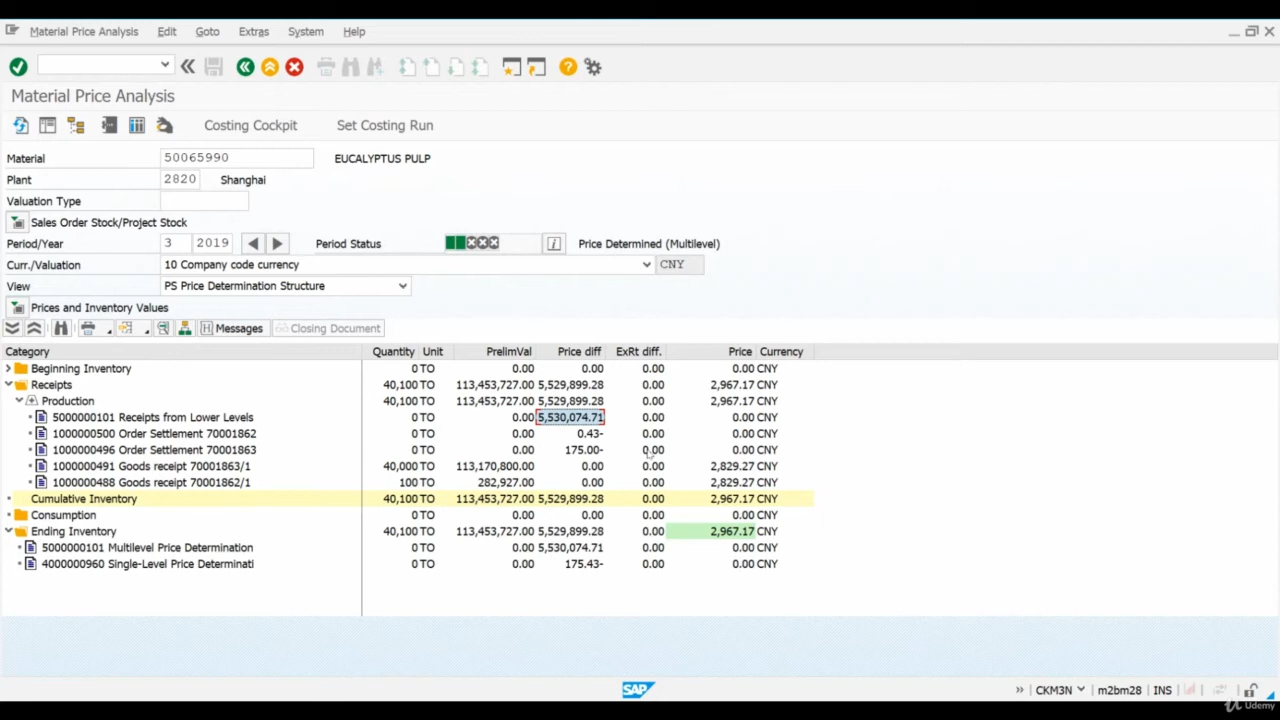 Material Price Analysis Edit Goto Extras System Help
Material Price Analysis
Costing Cockpit Set Costing Run
Material 50065990 EUCALYPTUS PULP
Plant 2820 Shanghai
Valuation Type
Sales Order Stock/Project Stock
Period/Year 3 2019 Period Status Price Determined (Multilevel)
Curr./Valuation 10 Company code currency CNY
View PS Price Determination Structure
Prices and Inventory Values
Messages Closing Document
Category Quantity Unit PrelimVal Price diff ExRt diff. Price Currency
Beginning Inventory 0 TO 0.00 0.00 0.00 0.00 CNY
Receipts 40,100 TO 113,453,727.00 5,529,899.28 0.00 2,967.17 CNY
Production 40,100 TO 113,453,727.00 5,529,899.28 0.00 2,967.17 CNY
5000000101 Receipts from Lower Levels 0 TO 0.00 5,530,074.71 0.00 0.00 CNY
1000000500 Order Settlement 70001862 0 TO 0.00 0.43- 0.00 0.00 CNY
1000000496 Order Settlement 70001863 0 TO 0.00 175.00- 0.00 0.00 CNY
1000000491 Goods receipt 70001863/1 40,000 TO 113,170,800.00 0.00 0.00 2,829.27 CNY
1000000488 Goods receipt 70001862/1 100 TO 282,927.00 0.00 0.00 2,829.27 CNY
Cumulative Inventory 40,100 TO 113,453,727.00 5,529,899.28 0.00 2,967.17 CNY
Consumption 0 TO 0.00 0.00 0.00 0.00 CNY
Ending Inventory 40,100 TO 113,453,727.00 5,529,899.28 0.00 2,967.17 CNY
5000000101 Multilevel Price Determination 0 TO 0.00 5,530,074.71 0.00 0.00 CNY
4000000960 Single-Level Price Determinati 0 TO 0.00 175.43- 0.00 0.00 CNY
SAP CKM3N m2bm28 INS
Udemy